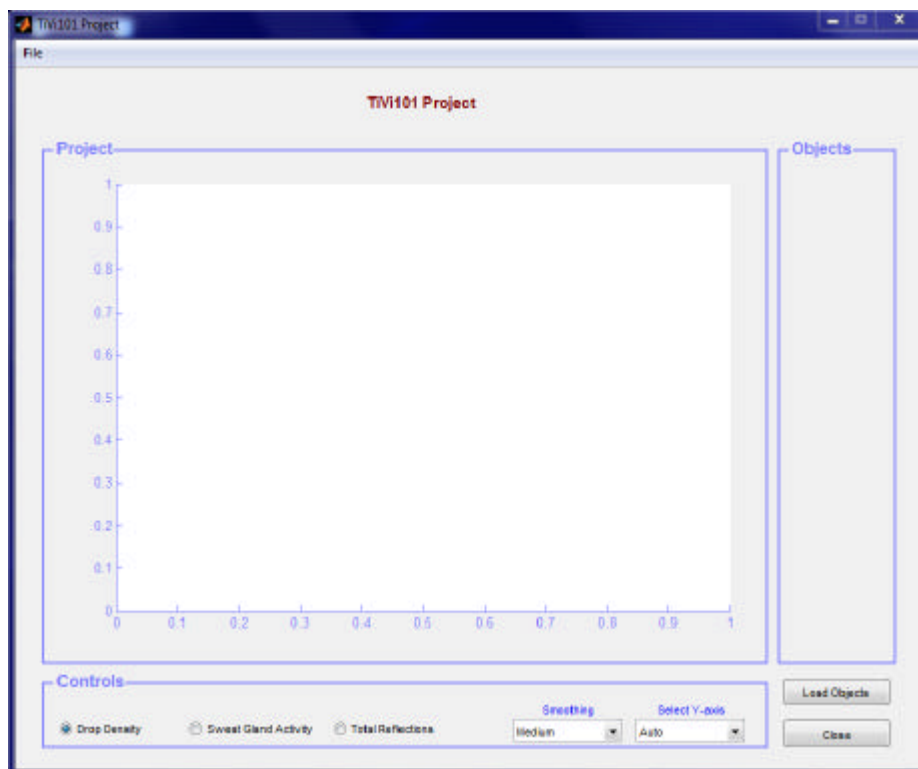 TiVi101 Project
File
TiVi101 Project
Project
Objects
1
0.9
0.8
0.7
0.6
0.5
0.4
0.3
0.2
0.1
0
0 0.1 0.2 0.3 0.4 0.5 0.6 0.7 0.8 0.9 1
Controls
Smoothing Select Y-axis
Drop Density Sweat Gland Activity Total Reflections Medium Auto
Load Objects
Close